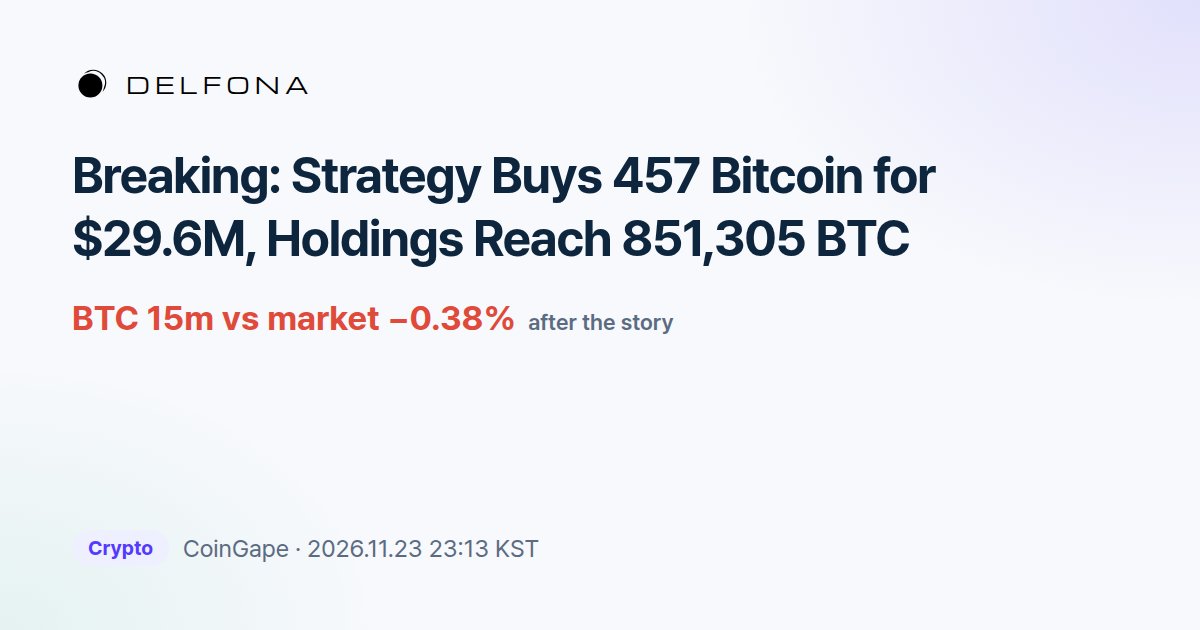 DELFONA
Breaking: Strategy Buys 457 Bitcoin for
$29.6M, Holdings Reach 851,305 BTC
BTC 15m vs market −0.38% after the story
Crypto CoinGape · 2026.11.23 23:13 KST